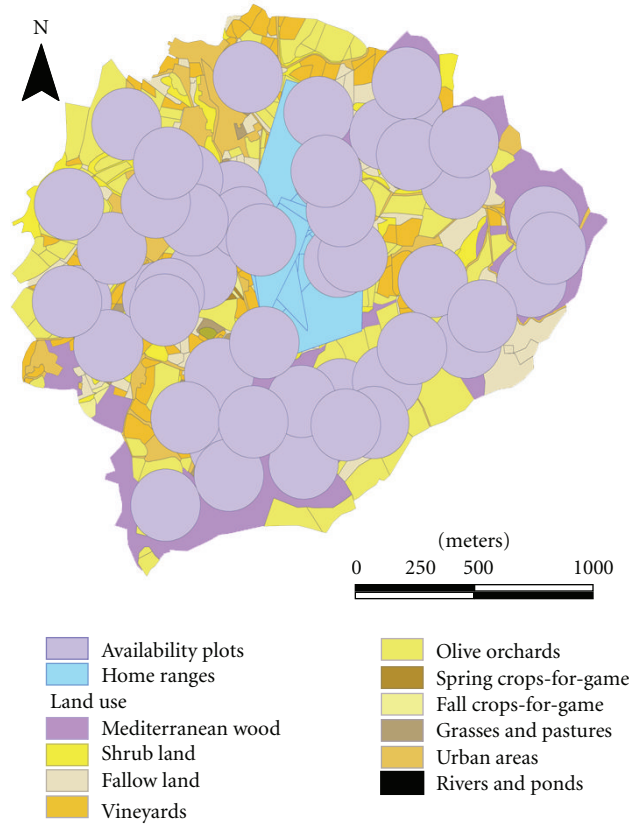 N
(meters)
0 250 500 1000
Availability plots
Home ranges
Land use
Mediterranean wood
Shrub land
Fallow land
Vineyards
Olive orchards
Spring crops-for-game
Fall crops-for-game
Grasses and pastures
Urban areas
Rivers and ponds